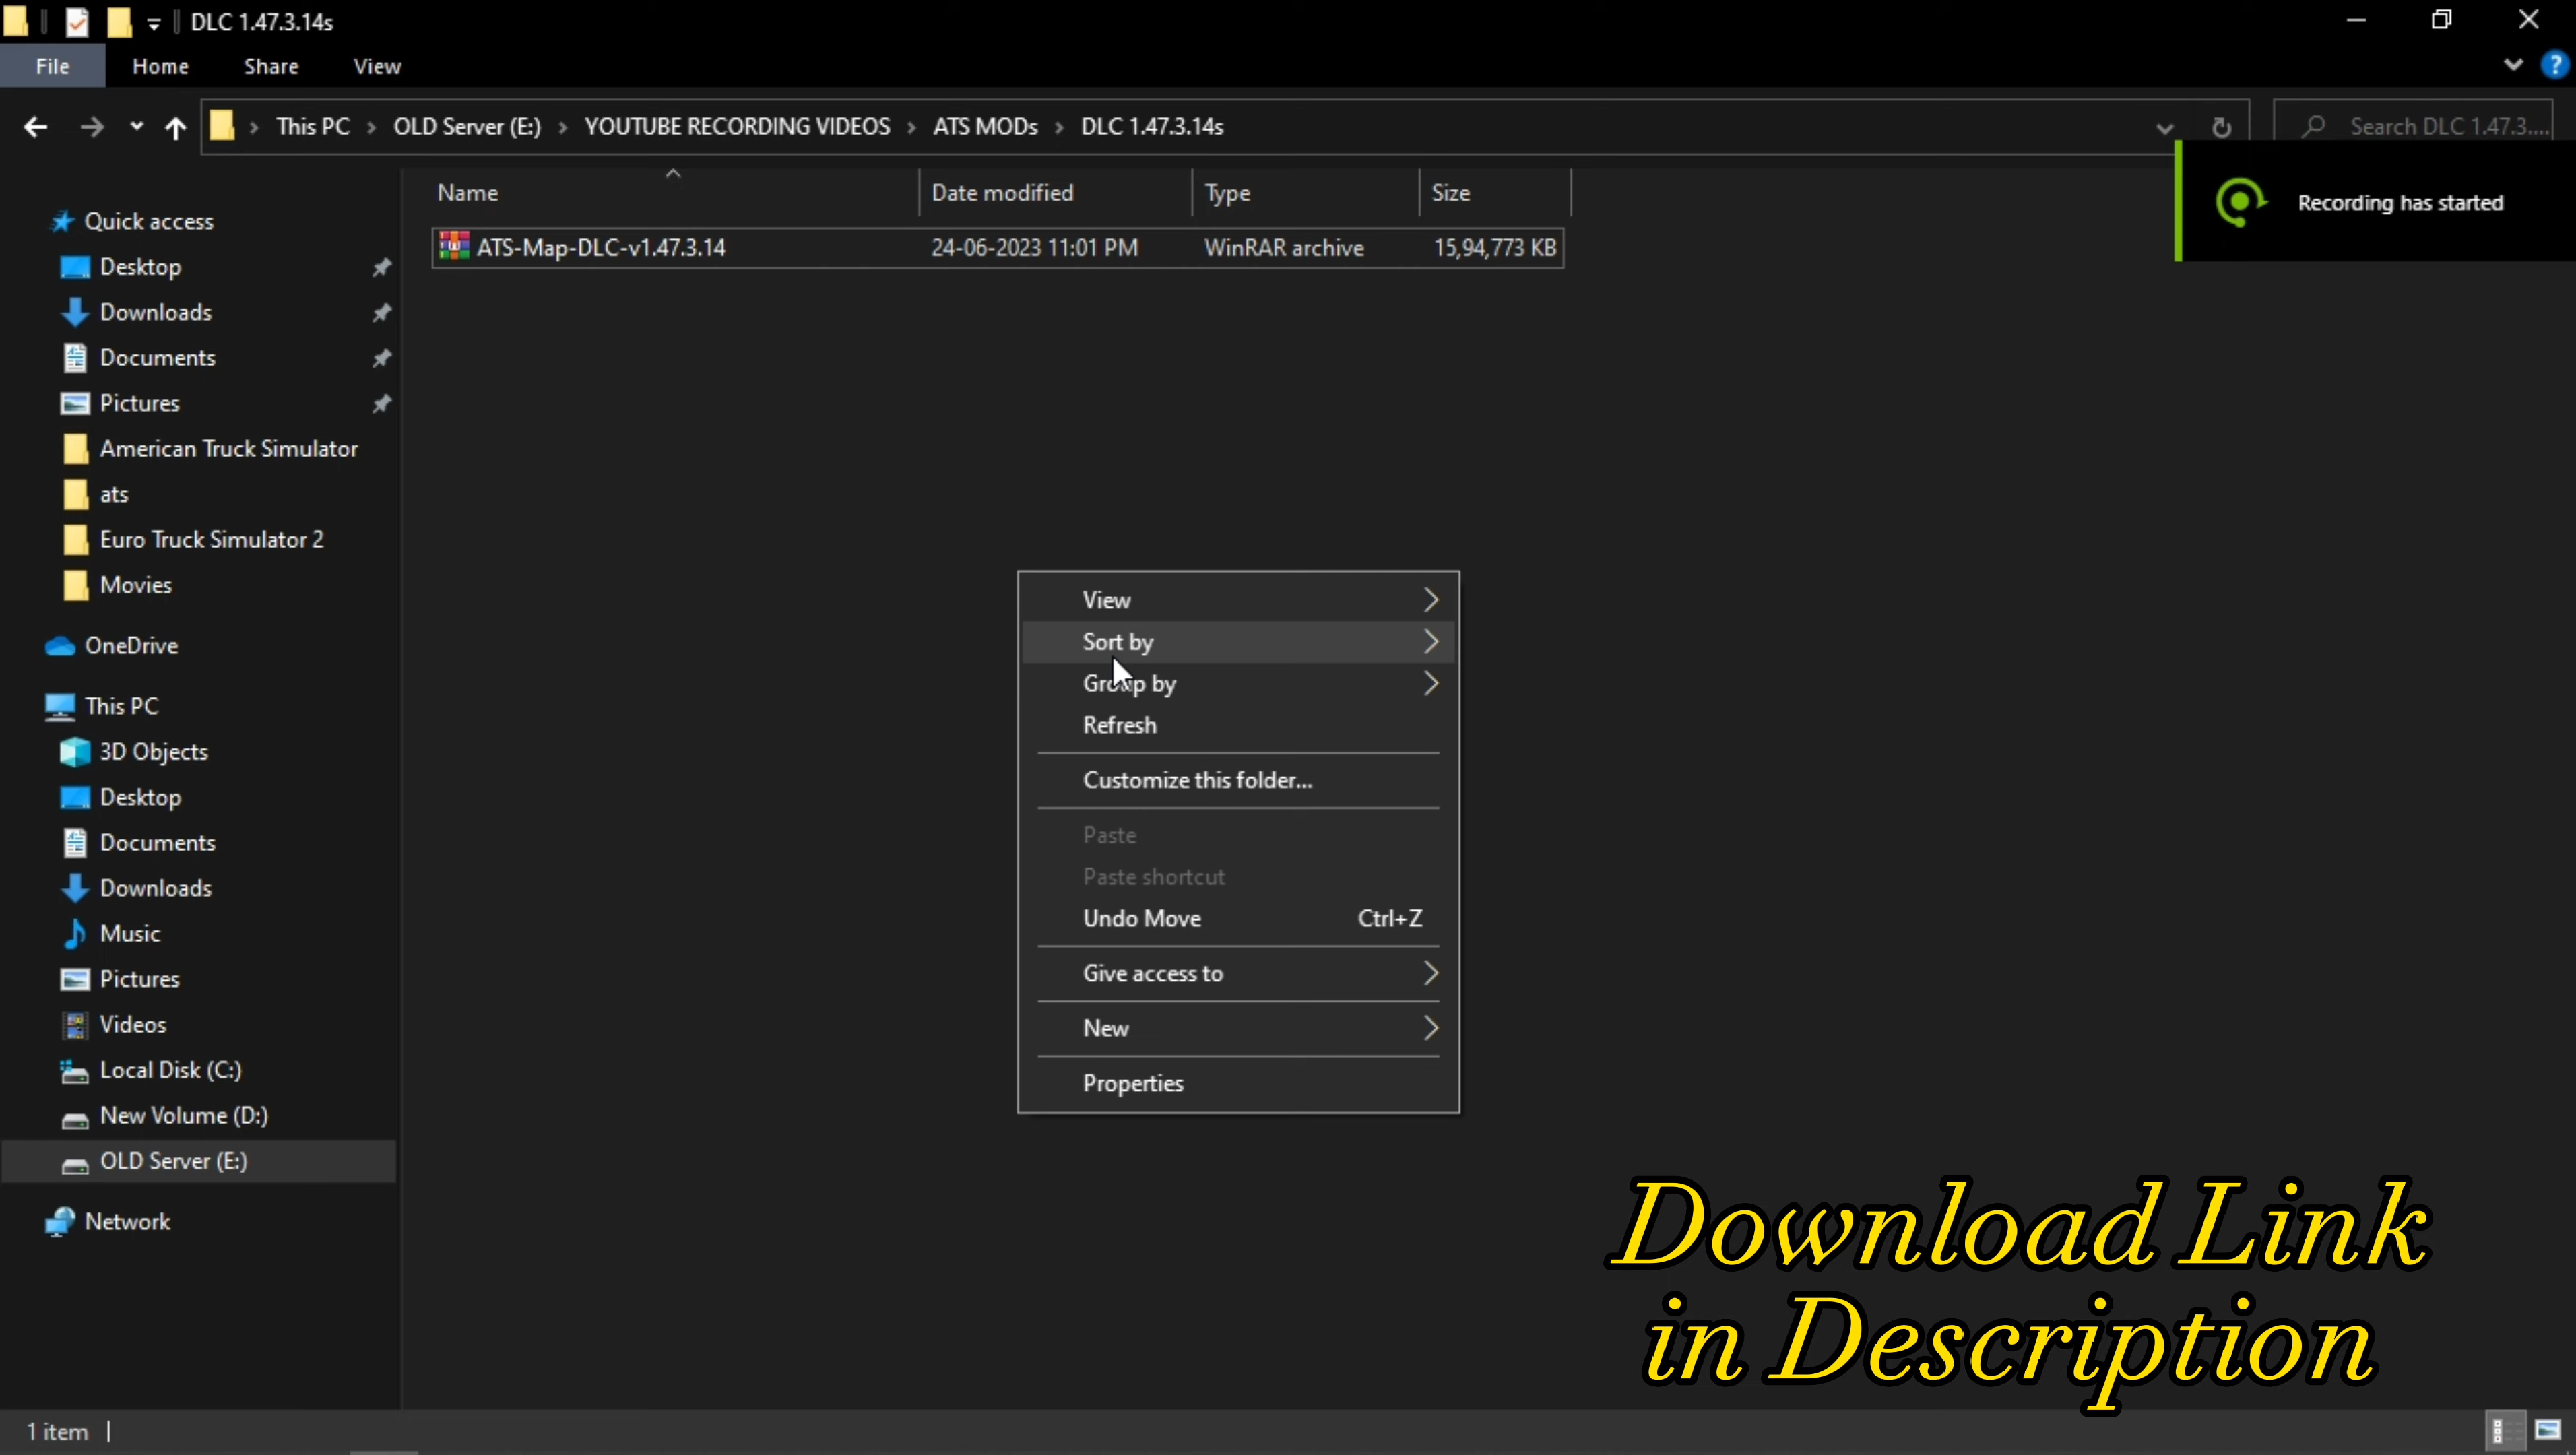 DLC 1.47.3.14s
File Home Share View
This PC OLD Server (E:) YOUTUBE RECORDING VIDEOS ATS MODs DLC 1.47.3.14s
Search DLC 1.47.3....
Recording has started
Name Date modified Type Size
ATS-Map-DLC-v1.47.3.14 24-06-2023 11:01 PM WinRAR archive 15,94,773 KB
Quick access
Desktop
Downloads
Documents
Pictures
American Truck Simulator
ats
Euro Truck Simulator 2
Movies
OneDrive
This PC
3D Objects
Desktop
Documents
Downloads
Music
Pictures
Videos
Local Disk (C:)
New Volume (D:)
OLD Server (E:)
Network
View
Sort by
Group by
Refresh
Customize this folder...
Paste
Paste shortcut
Undo Move Ctrl+Z
Give access to
New
Properties
Download Link
in Description
1 item